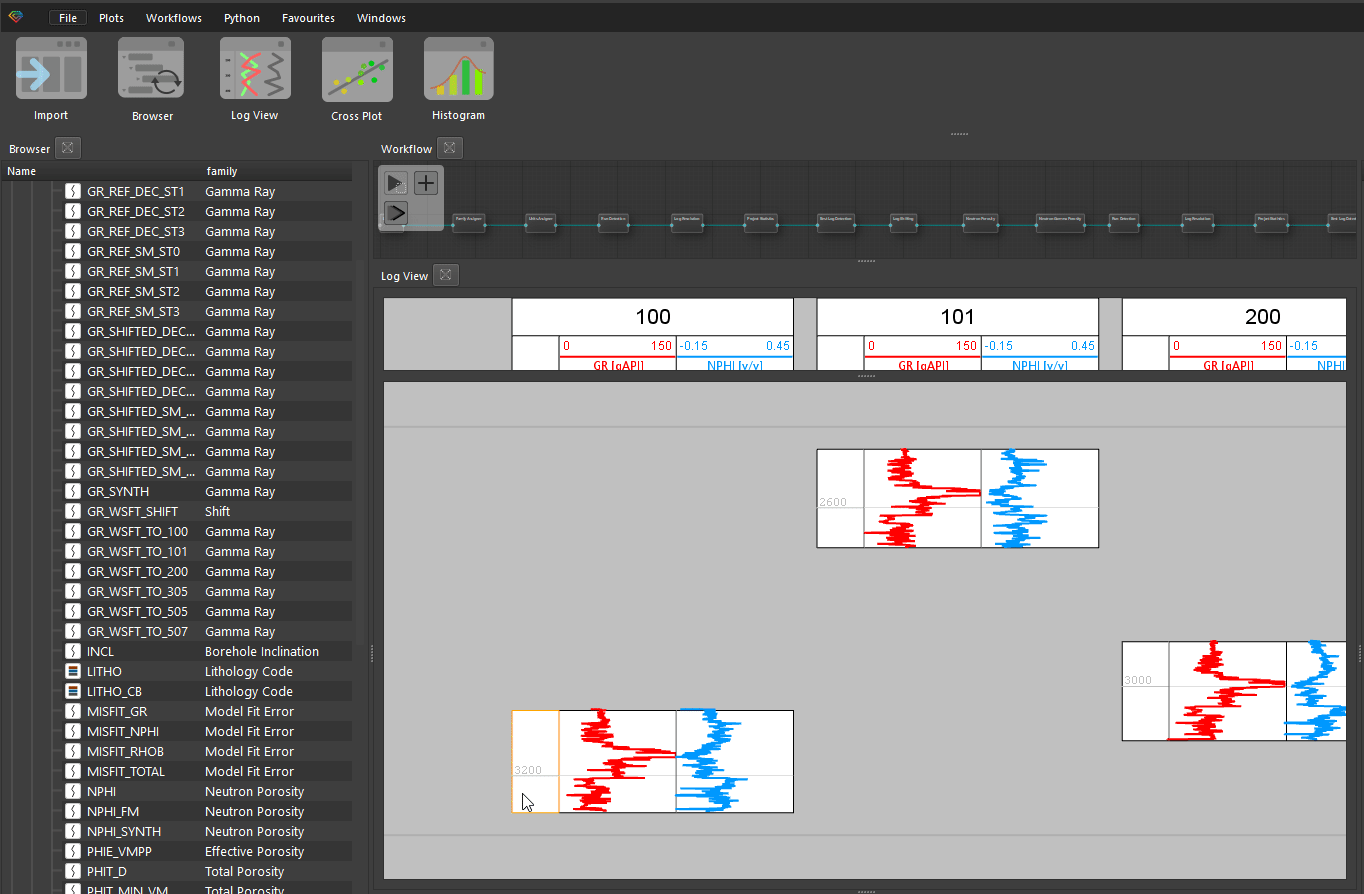 File Plots Workflows Python Favourites Windows
Import Browser Log View Cross Plot Histogram
Browser
Name family
GR_REF_DEC_ST1 Gamma Ray
GR_REF_DEC_ST2 Gamma Ray
GR_REF_DEC_ST3 Gamma Ray
GR_REF_SM_ST0 Gamma Ray
GR_REF_SM_ST1 Gamma Ray
GR_REF_SM_ST2 Gamma Ray
GR_REF_SM_ST3 Gamma Ray
GR_SHIFTED_DEC... Gamma Ray
GR_SHIFTED_DEC... Gamma Ray
GR_SHIFTED_DEC... Gamma Ray
GR_SHIFTED_DEC... Gamma Ray
GR_SHIFTED_SM_... Gamma Ray
GR_SHIFTED_SM_... Gamma Ray
GR_SHIFTED_SM_... Gamma Ray
GR_SHIFTED_SM_... Gamma Ray
GR_SYNTH Gamma Ray
GR_WSFT_SHIFT Shift
GR_WSFT_TO_100 Gamma Ray
GR_WSFT_TO_101 Gamma Ray
GR_WSFT_TO_200 Gamma Ray
GR_WSFT_TO_305 Gamma Ray
GR_WSFT_TO_505 Gamma Ray
GR_WSFT_TO_507 Gamma Ray
INCL Borehole Inclination
LITHO Lithology Code
LITHO_CB Lithology Code
MISFIT_GR Model Fit Error
MISFIT_NPHI Model Fit Error
MISFIT_RHOB Model Fit Error
MISFIT_TOTAL Model Fit Error
NPHI Neutron Porosity
NPHI_FM Neutron Porosity
NPHI_SYNTH Neutron Porosity
PHIE_VMPP Effective Porosity
PHIT_D Total Porosity
PHIT_MIN_VM Total Porosity
Workflow
Log View
100 101 200
0 150 -0.15 0.45 0 150 -0.15 0.45 0 150 -0.15
GR [gAPI] NPHI [v/v] GR [gAPI] NPHI [v/v] GR [gAPI] NPHI
2600
3000
3200